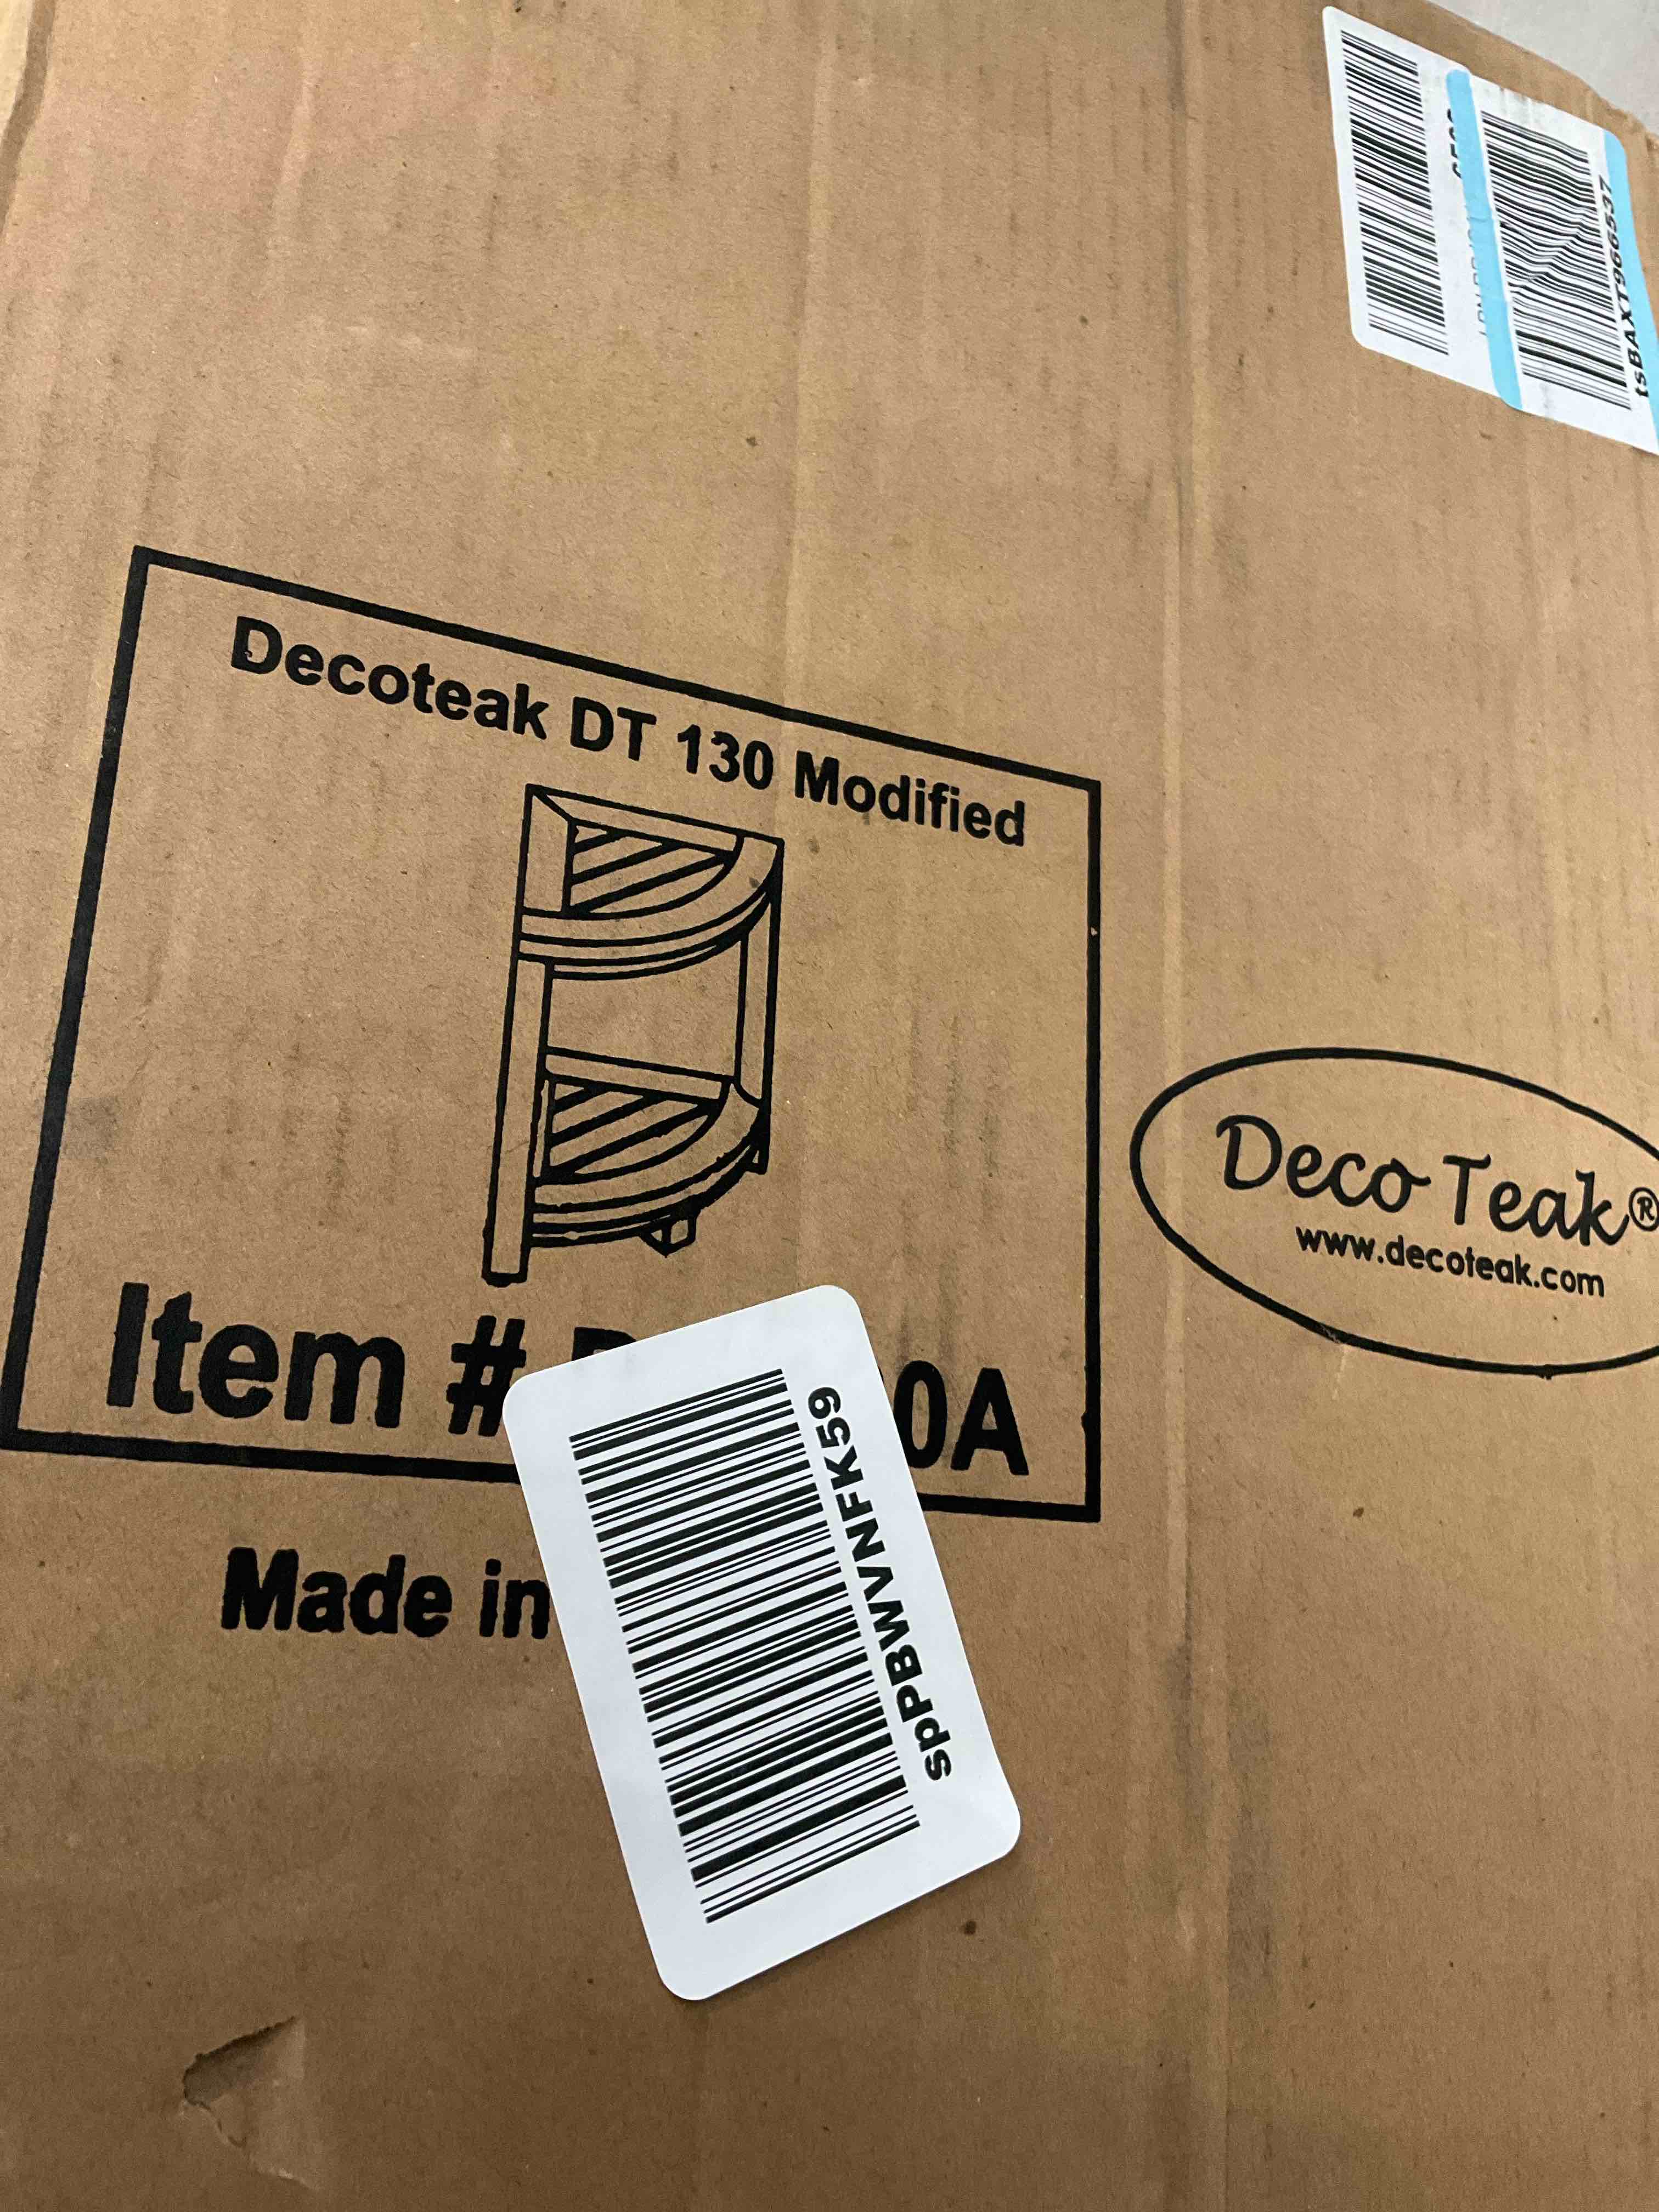 tsBAXT966537
Decoteak DT 130 Modified
Deco Teak®
www.decoteak.com
Item # 0A
spPBWVNFK59
Made in